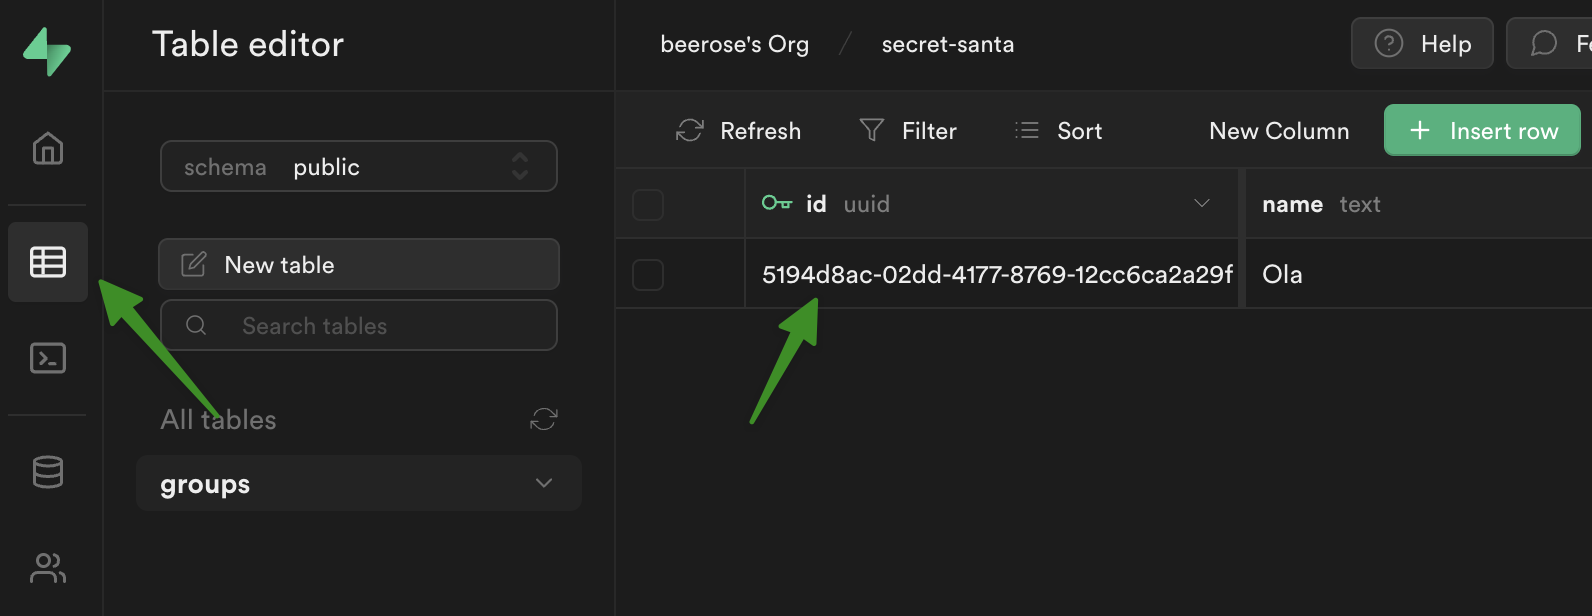 Table editor
beerose's Org / secret-santa
Help
schema public
Refresh
Filter
Sort
New Column
+ Insert row
New table
id uuid
name text
Search tables
5194d8ac-02dd-4177-8769-12cc6ca2a29f
Ola
All tables
groups